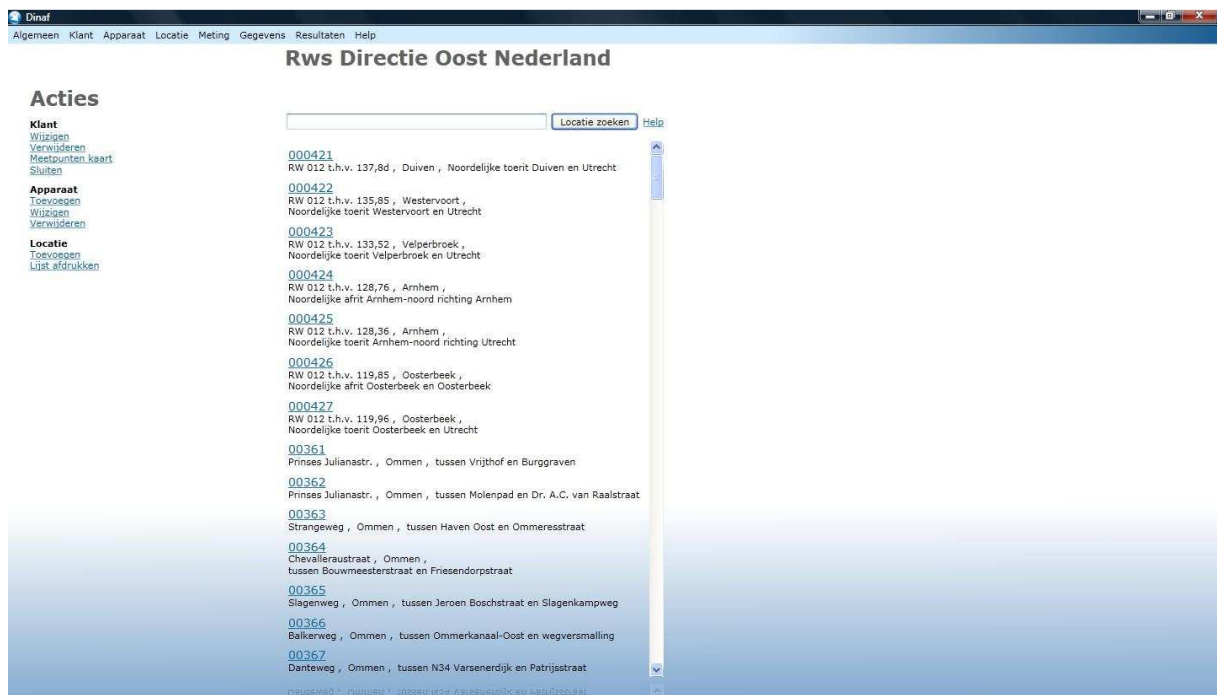 Dinaf
Algemeen Klant Apparaat Locatie Meting Gegevens Resultaten Help
Rws Directie Oost Nederland
Acties
Klant
Wijzigen
Verwijderen
Meetpunten kaart
Sluiten
Apparaat
Toevoegen
Wijzigen
Verwijderen
Locatie
Toevoegen
Lijst afdrukken
Locatie zoeken Help
000421
RW 012 t.h.v. 137,8d , Duiven , Noordelijke toerit Duiven en Utrecht
000422
RW 012 t.h.v. 135,85 , Westervoort ,
Noordelijke toerit Westervoort en Utrecht
000423
RW 012 t.h.v. 133,52 , Velperbroek ,
Noordelijke toerit Velperbroek en Utrecht
000424
RW 012 t.h.v. 128,76 , Arnhem ,
Noordelijke afrit Arnhem-noord richting Arnhem
000425
RW 012 t.h.v. 128,36 , Arnhem ,
Noordelijke toerit Arnhem-noord richting Utrecht
000426
RW 012 t.h.v. 119,85 , Oosterbeek ,
Noordelijke afrit Oosterbeek en Oosterbeek
000427
RW 012 t.h.v. 119,96 , Oosterbeek ,
Noordelijke toerit Oosterbeek en Utrecht
00361
Prinses Julianastr. , Ommen , tussen Vrijthof en Burggraven
00362
Prinses Julianastr. , Ommen , tussen Molenpad en Dr. A.C. van Raalstraat
00363
Strangeweg , Ommen , tussen Haven Oost en Ommeresstraat
00364
Chevalleraustraat , Ommen ,
tussen Bouwmeesterstraat en Friesendorpstraat
00365
Slagenweg , Ommen , tussen Jeroen Boschstraat en Slagenkampweg
00366
Balkerweg , Ommen , tussen Ommerkanaal-Oost en wegversmalling
00367
Danteweg , Ommen , tussen N34 Varsenerdijk en Patrijsstraat